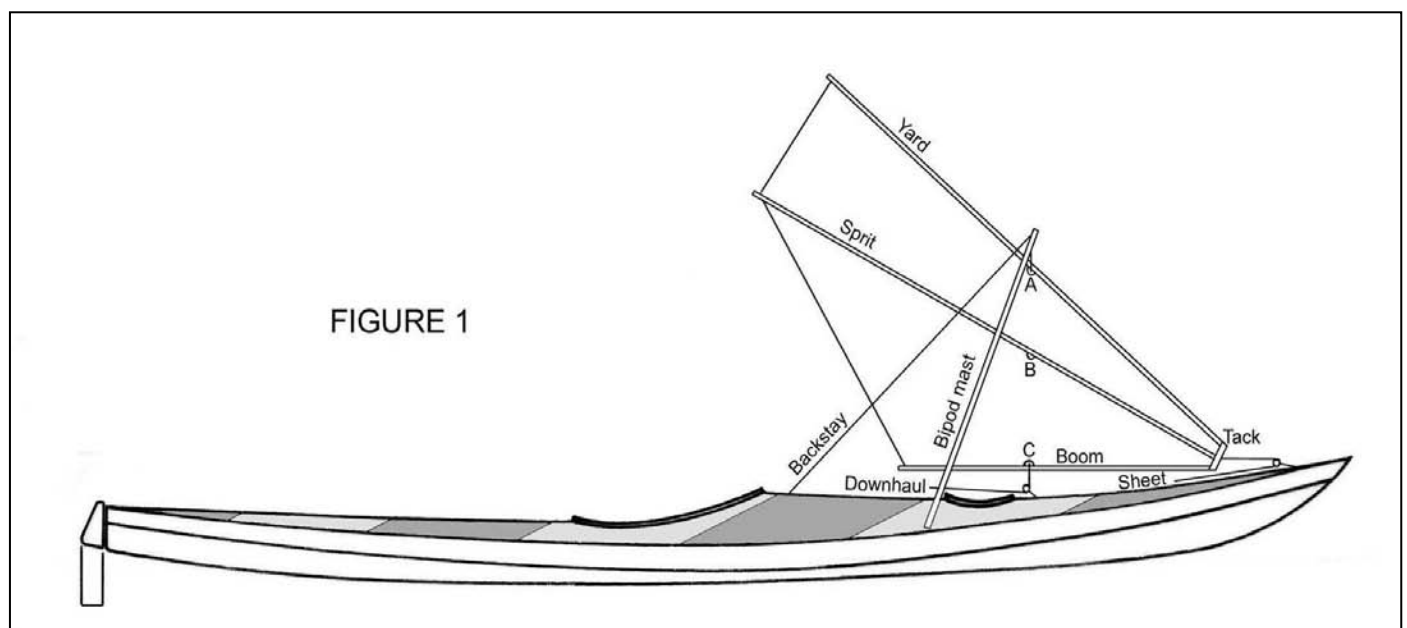 Yard
Sprit
A
FIGURE 1
B
Bipod mast
Backstay
Tack
C
Boom
Downhaul
Sheet